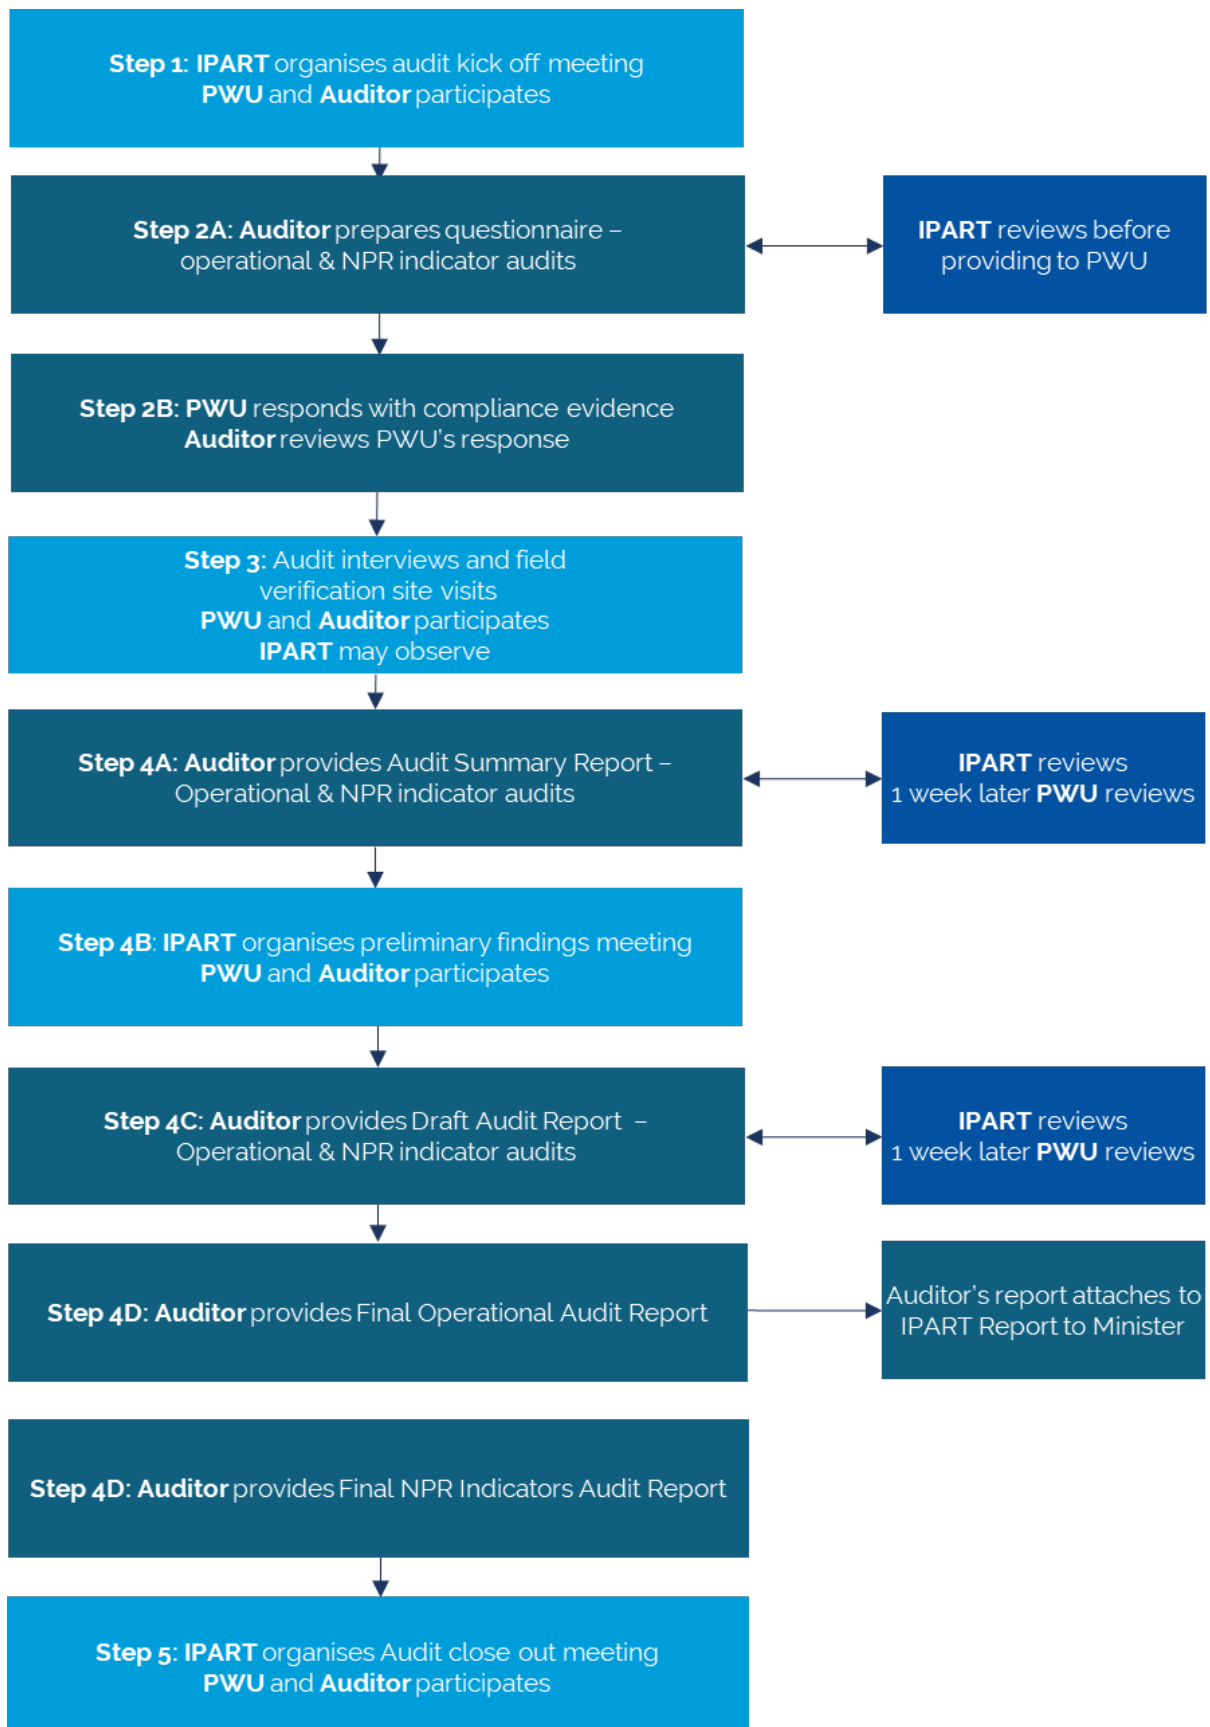 Step 1: IPART organises audit kick off meeting
PWU and Auditor participates
Step 2A: Auditor prepares questionnaire –
operational & NPR indicator audits
IPART reviews before
providing to PWU
Step 2B: PWU responds with compliance evidence
Auditor reviews PWU's response
Step 3: Audit interviews and field
verification site visits
PWU and Auditor participates
IPART may observe
Step 4A: Auditor provides Audit Summary Report –
Operational & NPR indicator audits
IPART reviews
1 week later PWU reviews
Step 4B: IPART organises preliminary findings meeting
PWU and Auditor participates
Step 4C: Auditor provides Draft Audit Report –
Operational & NPR indicator audits
IPART reviews
1 week later PWU reviews
Step 4D: Auditor provides Final Operational Audit Report
Auditor's report attaches to
IPART Report to Minister
Step 4D: Auditor provides Final NPR Indicators Audit Report
Step 5: IPART organises Audit close out meeting
PWU and Auditor participates